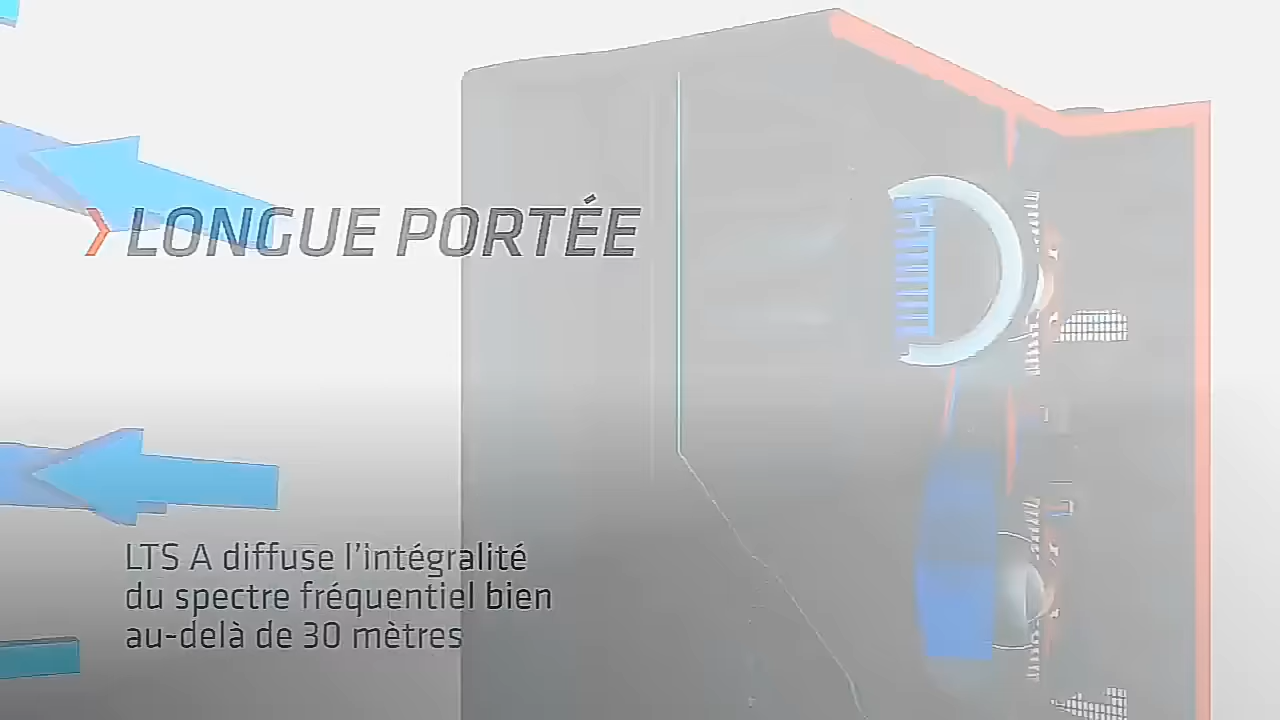 LONGUE PORTÉE
LTS A diffuse l'intégralité
du spectre fréquentiel bien
au-delà de 30 mètres